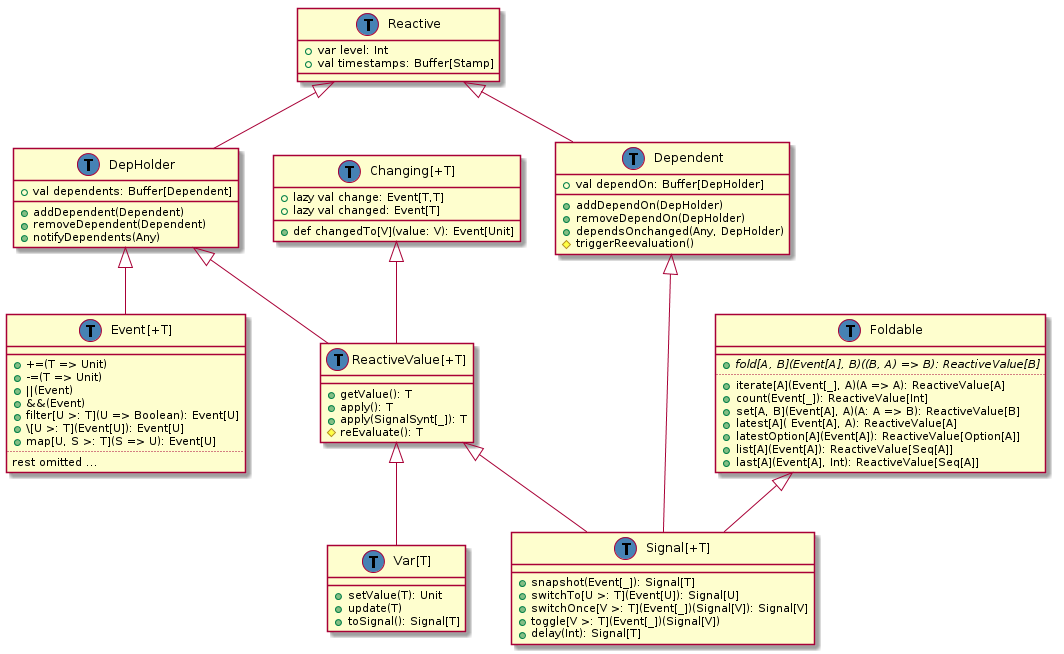 T Reactive
var level: Int
val timestamps: Buffer[Stamp]
T DepHolder
val dependents: Buffer[Dependent]
addDependent(Dependent)
removeDependent(Dependent)
notifyDependents(Any)
T Changing[+T]
lazy val change: Event[T,T]
lazy val changed: Event[T]
def changedTo[V](value: V): Event[Unit]
T Dependent
val dependOn: Buffer[DepHolder]
addDependOn(DepHolder)
removeDependOn(DepHolder)
dependsOnchanged(Any, DepHolder)
triggerReevaluation()
T Event[+T]
+=(T => Unit)
-=(T => Unit)
||(Event)
&&(Event)
filter[U >: T](U => Boolean): Event[U]
\[U >: T](Event[U]): Event[U]
map[U, S >: T](S => U): Event[U]
rest omitted ...
T ReactiveValue[+T]
getValue(): T
apply(): T
apply(SignalSynt[_]): T
reEvaluate(): T
T Foldable
fold[A, B](Event[A], B)((B, A) => B): ReactiveValue[B]
iterate[A](Event[_], A)(A => A): ReactiveValue[A]
count(Event[_]): ReactiveValue[Int]
set[A, B](Event[A], A)(A: A => B): ReactiveValue[B]
latest[A]( Event[A], A): ReactiveValue[A]
latestOption[A](Event[A]): ReactiveValue[Option[A]]
list[A](Event[A]): ReactiveValue[Seq[A]]
last[A](Event[A], Int): ReactiveValue[Seq[A]]
T Var[T]
setValue(T): Unit
update(T)
toSignal(): Signal[T]
T Signal[+T]
snapshot(Event[_]): Signal[T]
switchTo[U >: T](Event[U]): Signal[U]
switchOnce[V >: T](Event[_])(Signal[V]): Signal[V]
toggle[V >: T](Event[_])(Signal[V])
delay(Int): Signal[T]